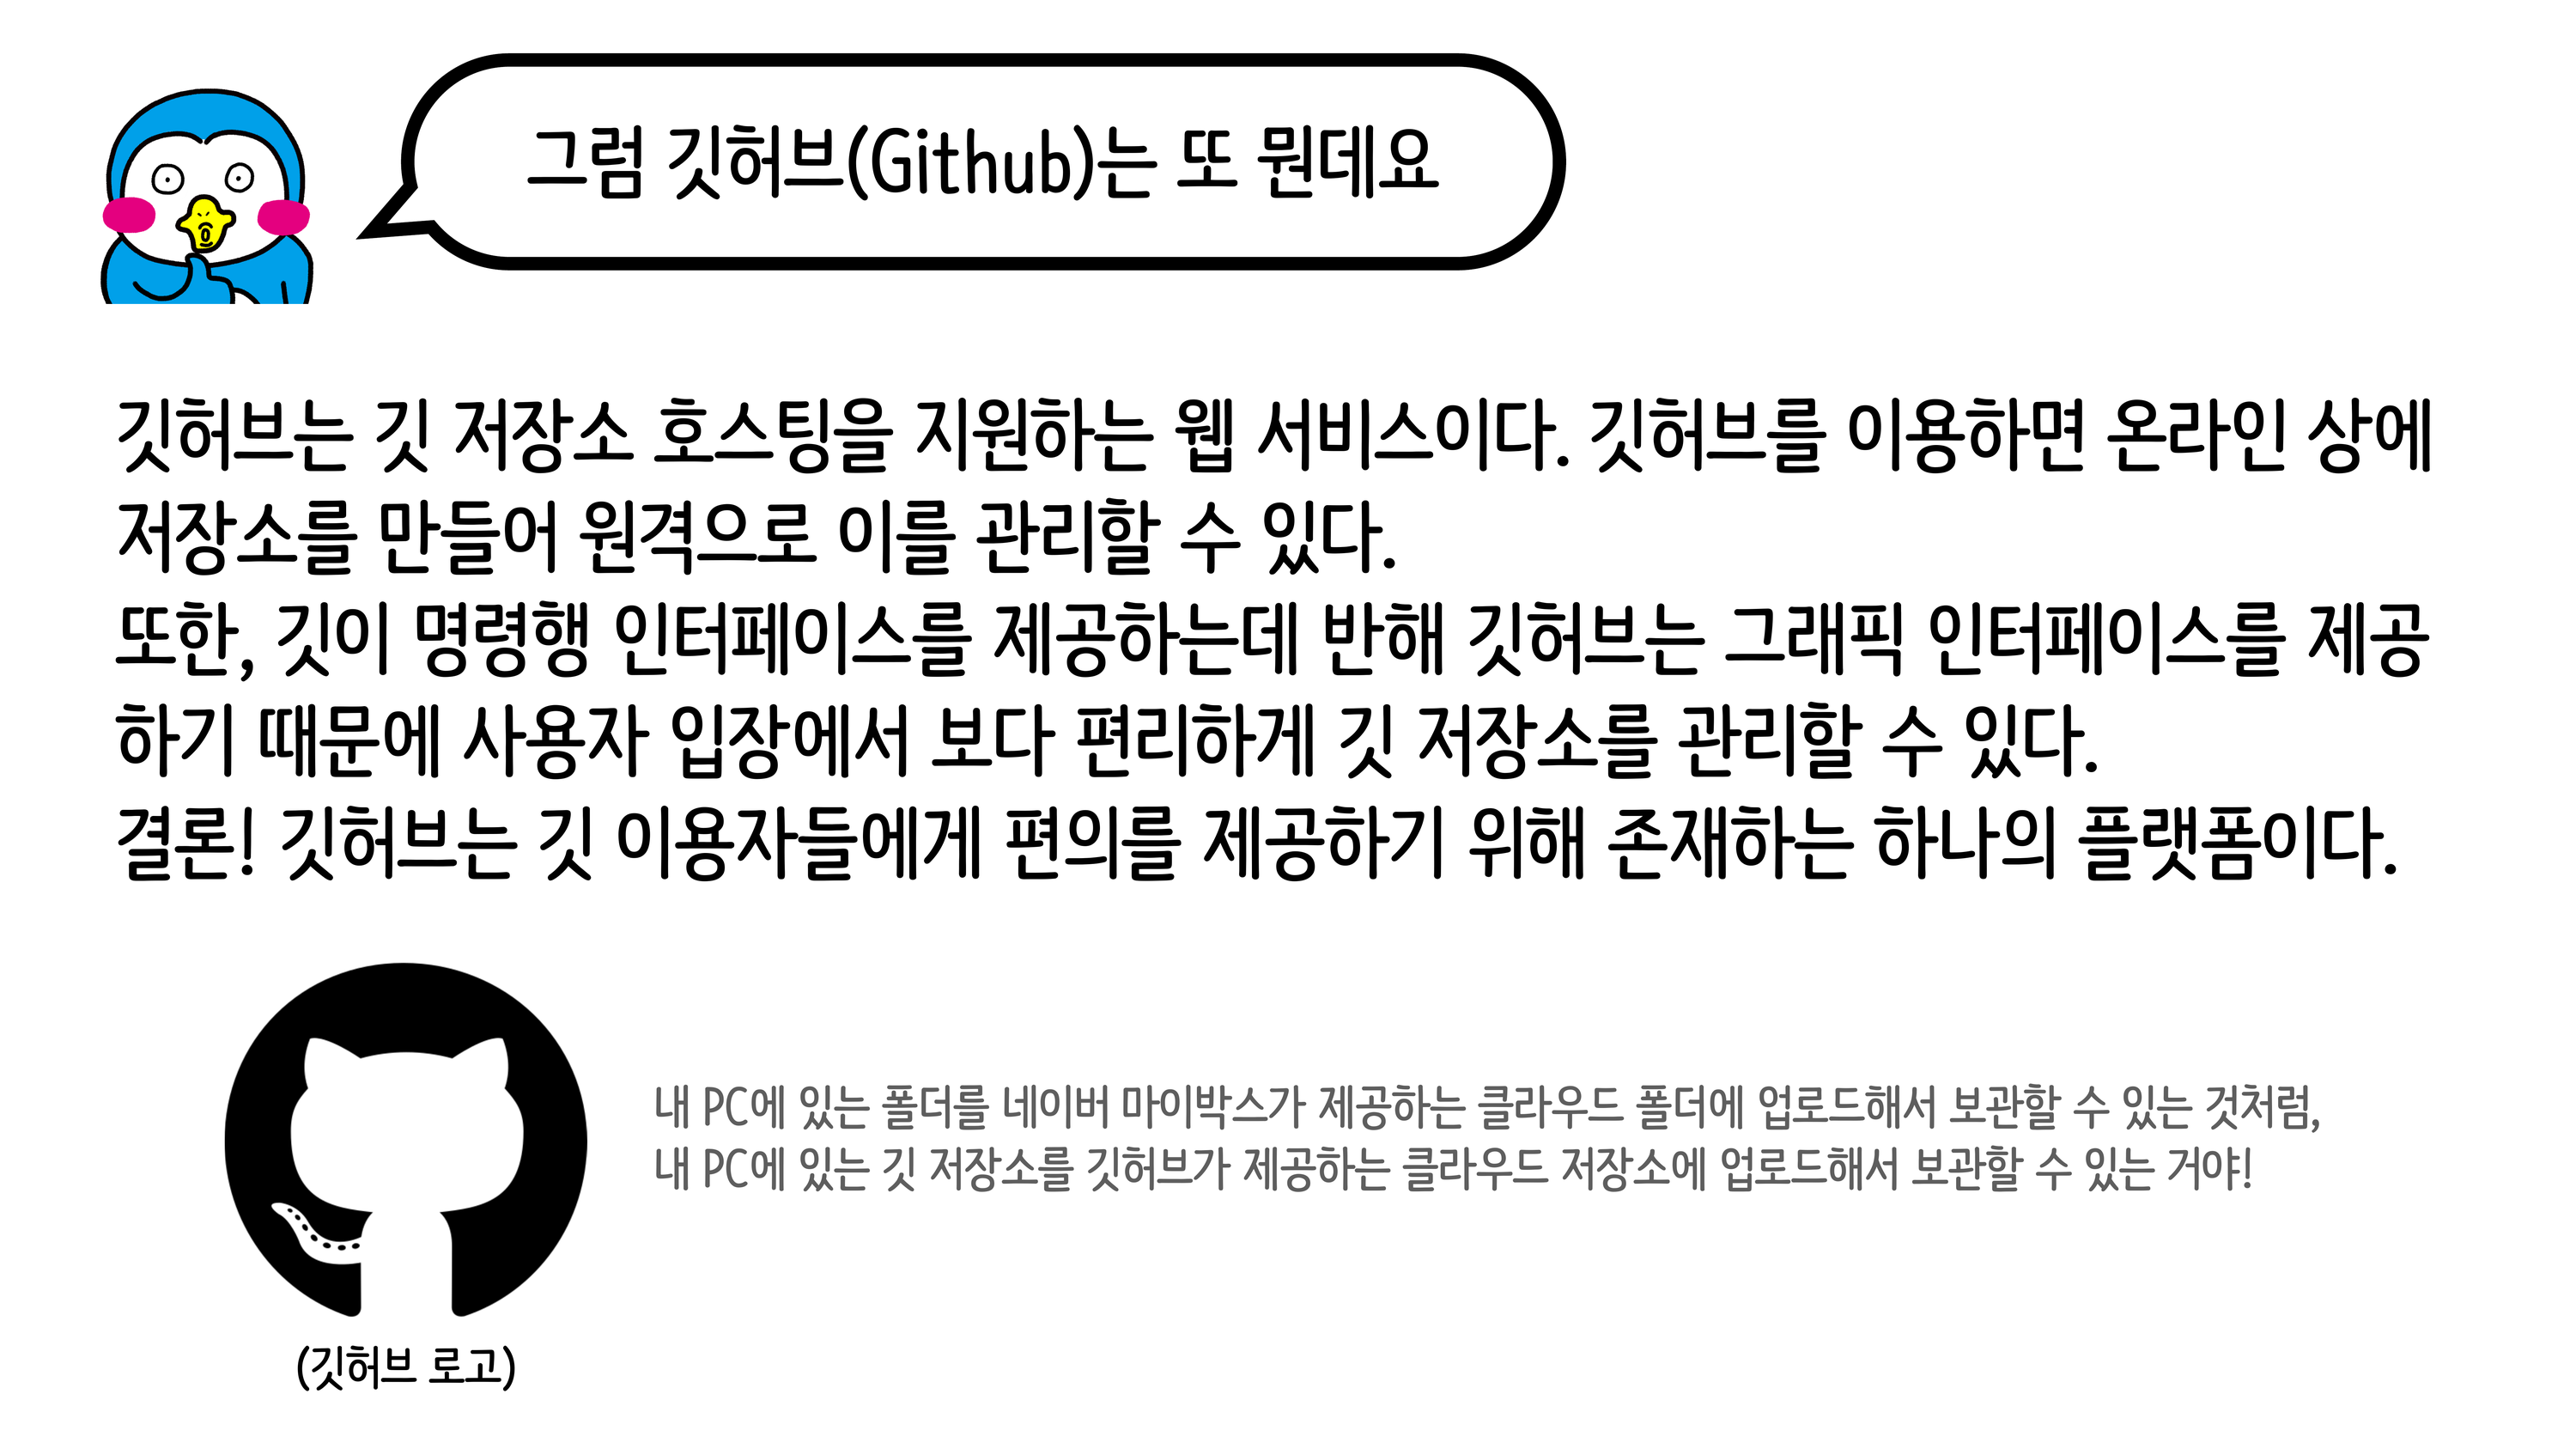 그럼 깃허브(Github)는 또 뭔데요
깃허브는 깃 저장소 호스팅을 지원하는 웹 서비스이다. 깃허브를 이용하면 온라인 상에
저장소를 만들어 원격으로 이를 관리할 수 있다.
또한, 깃이 명령행 인터페이스를 제공하는데 반해 깃허브는 그래픽 인터페이스를 제공
하기 때문에 사용자 입장에서 보다 편리하게 깃 저장소를 관리할 수 있다.
결론! 깃허브는 깃 이용자들에게 편의를 제공하기 위해 존재하는 하나의 플랫폼이다.
내 PC에 있는 폴더를 네이버 마이박스가 제공하는 클라우드 폴더에 업로드해서 보관할 수 있는 것처럼,
내 PC에 있는 깃 저장소를 깃허브가 제공하는 클라우드 저장소에 업로드해서 보관할 수 있는 거야!
(깃허브 로고)